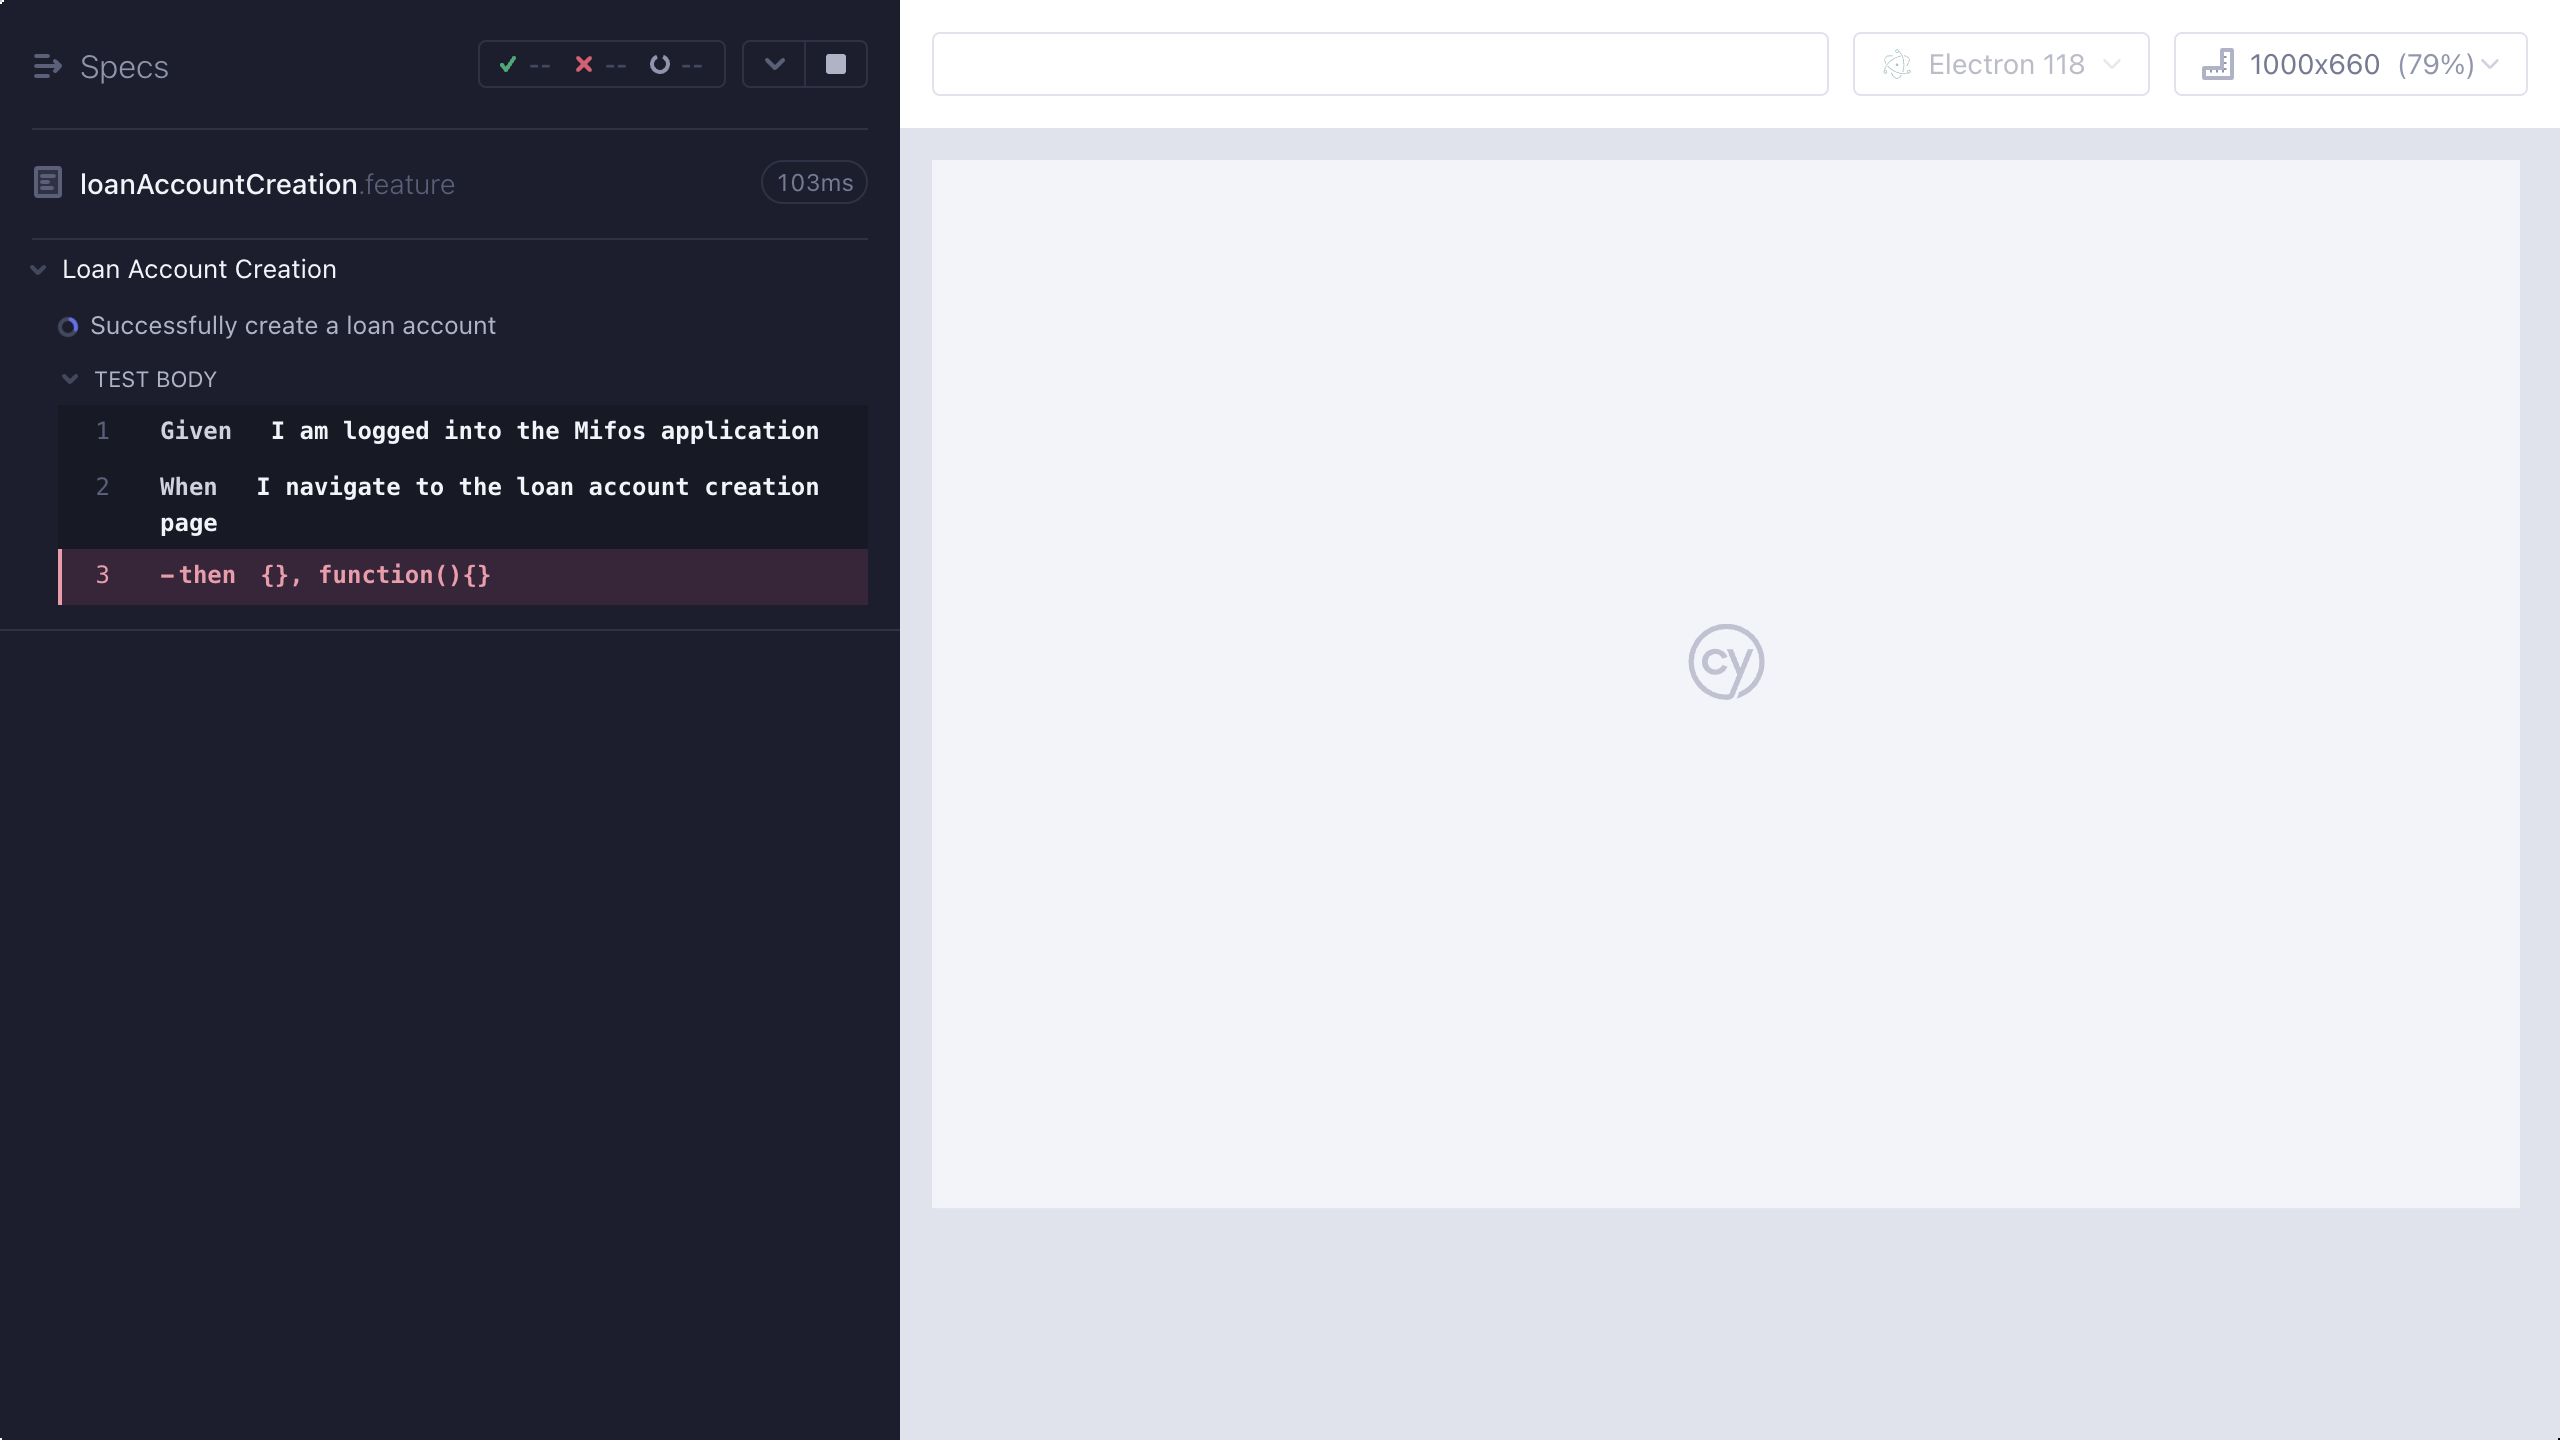 Specs
-- -- --
loanAccountCreation.feature
103ms
Loan Account Creation
Successfully create a loan account
TEST BODY
1 Given I am logged into the Mifos application
2 When I navigate to the loan account creation
page
3 -then {}, function(){}
Electron 118
1000x660 (79%)
cy